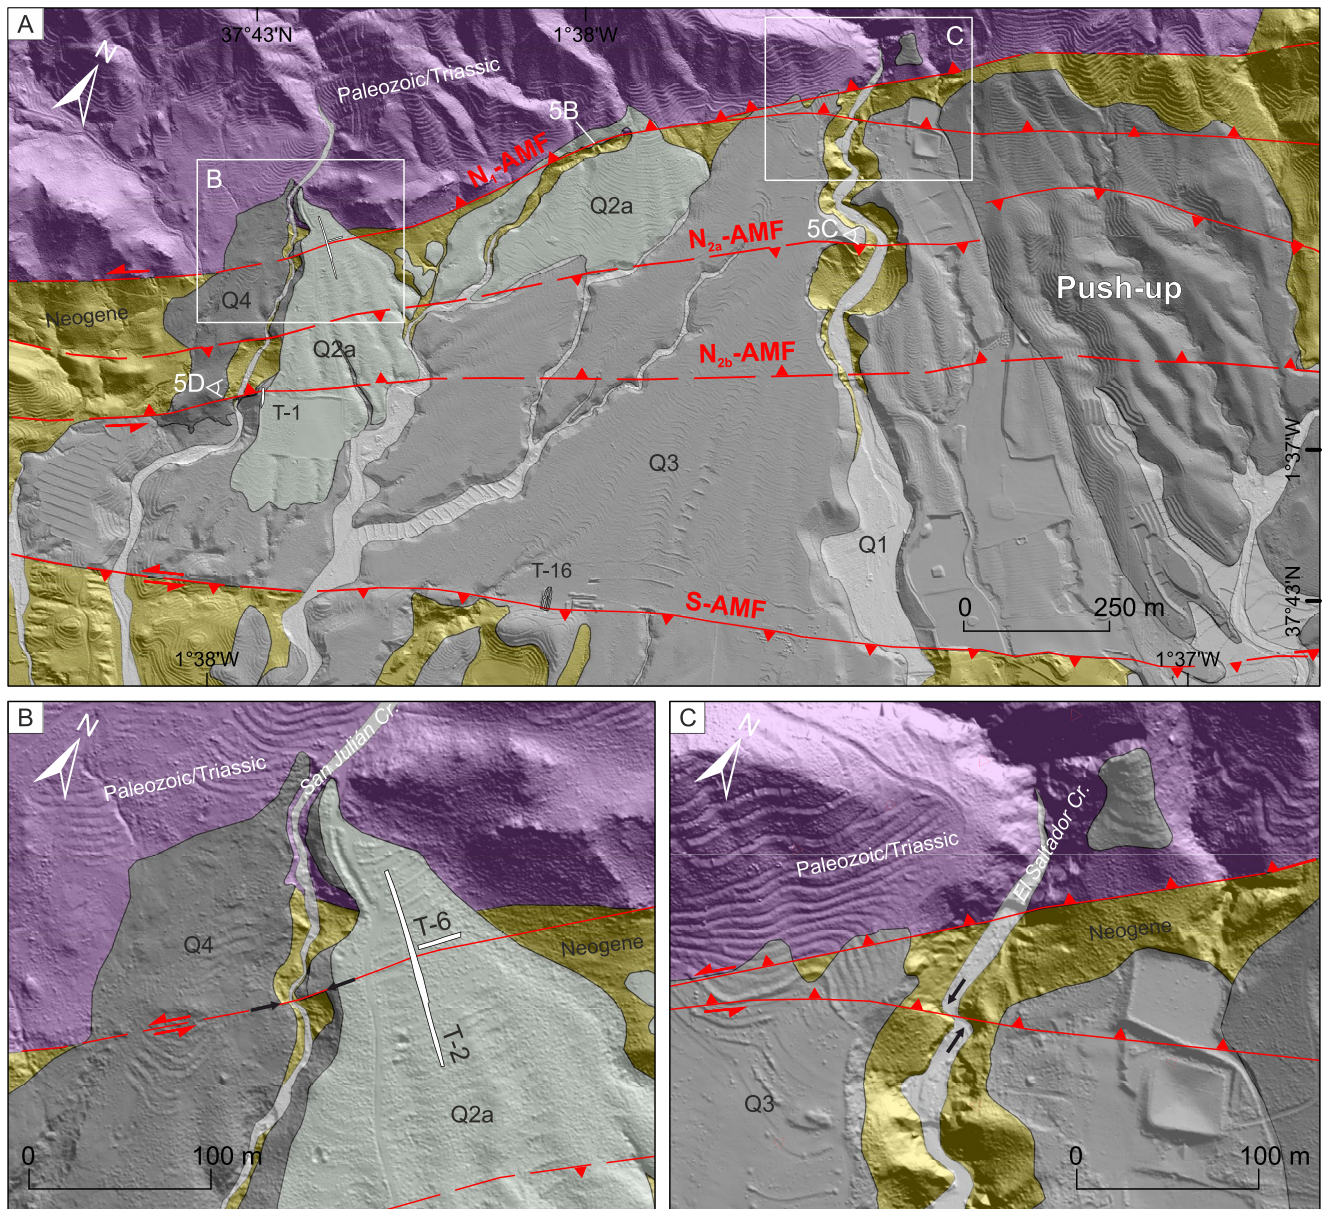 A
37°43'N
1°38'W
N
Paleozoic/Triassic
C
5B
B
N1-AMF
Q2a
N2a-AMF
5C
Push-up
Q4
Neogene
Q2a
N2b-AMF
5D
T-1
Q3
1°37'W
Q1
T-16
S-AMF
0 250 m
37°43'N
1°38'W
1°37'W
B
N
San Julián Cr.
Paleozoic/Triassic
T-6
Q4
Neogene
T-2
Q2a
0 100 m
C
N
El Saltador Cr.
Paleozoic/Triassic
Neogene
Q3
0 100 m